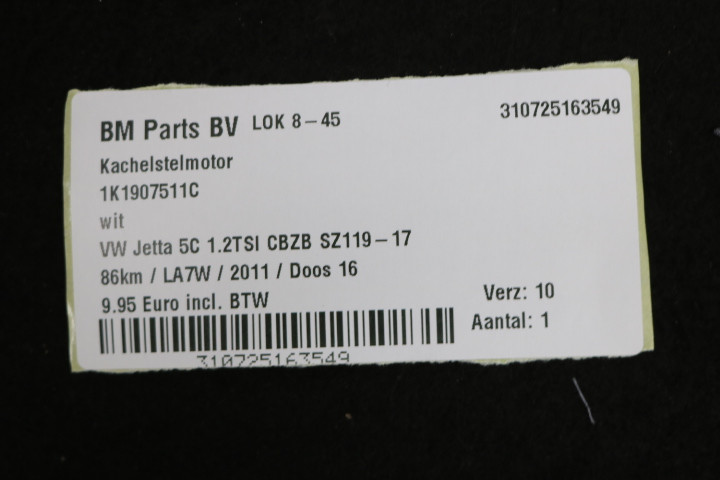 BM Parts BV LOK 8-45 310725163549
Kachelstelmotor
1K1907511C
wit
VW Jetta 5C 1.2TSI CBZB SZ119-17
86km / LA7W / 2011 / Doos 16
9.95 Euro incl. BTW Verz: 10
Aantal: 1
310725163549